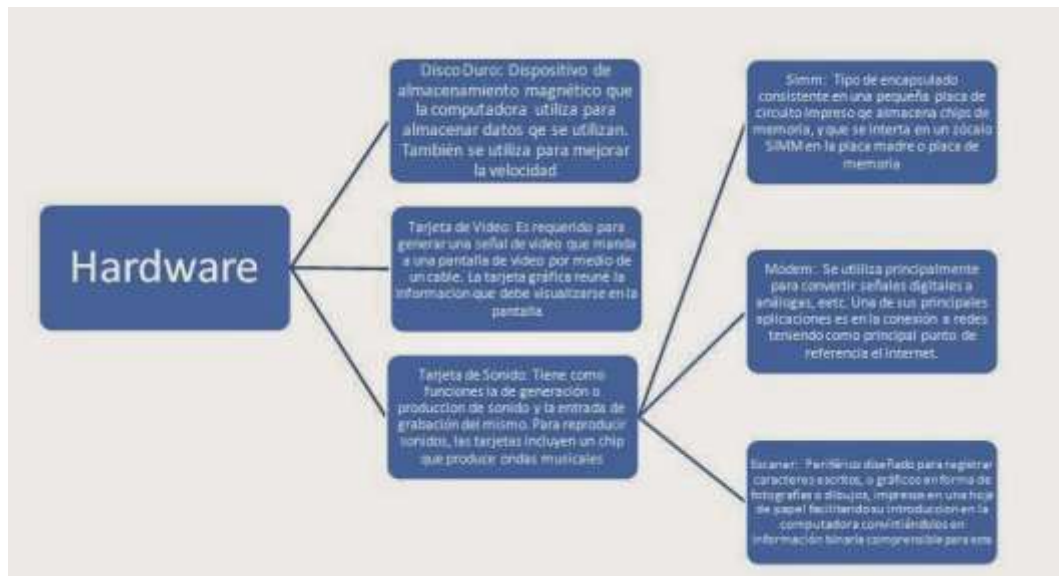 Hardware
Disco Duro: Dispositivo de
almacenamiento magnético que
la computadora utiliza para
almacenar datos qe se utilizan.
También se utiliza para mejorar
la velocidad
Tarjeta de Video: Es requerido para
generar una señal de video que manda
a una pantalla de video por medio de
un cable. La tarjeta gráfica reune la
informacion que debe visualizarse en la
pantalla
Tarjeta de Sonido: Tiene como
funciones la de generación o
produccion de sonido y la entrada de
grabación del mismo. Para reproducir
sonidos, las tarjetas incluyen un chip
que produce ondas musicales
Simm: Tipo de encapsulado
consistente en una pequeña placa de
circuito impreso qe almacena chips de
memoria, y que se interta en un zócalo
SIMM en la placa madre o placa de
memoria
Modem: Se utiliza principalmente
para convertir señales digitales a
análogas, eetc. Una de sus principales
aplicaciones es en la conexión a redes
teniendo como principal punto de
referencia el internet.
Escaner: Periférico diseñado para registrar
caracteres escritos, o gráficos en forma de
fotografías o dibujos, impresos en una hoja
de papel facilitando su introduccion en la
computadora convirtiéndolos en
información binaria comprensible para esta